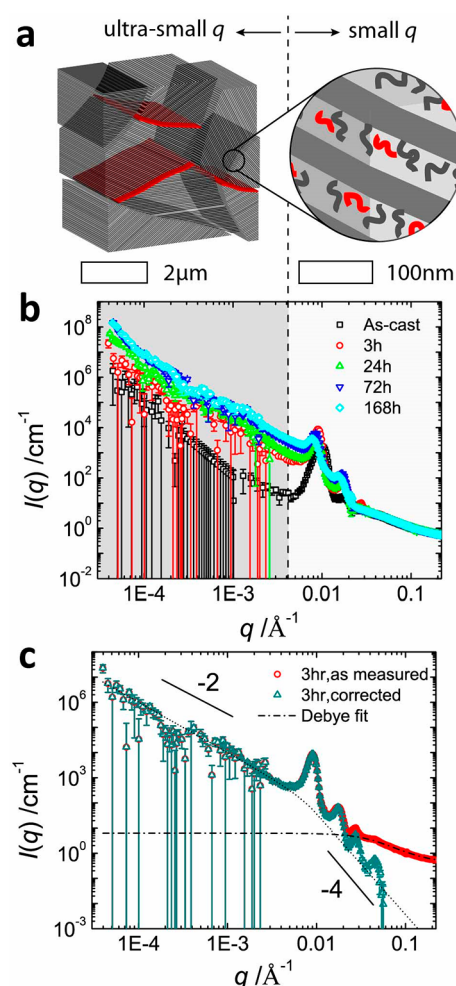 a
ultra-small q
small q
2μm
100nm
b
10⁸
10⁶
10⁴
10²
10⁰
10⁻²
I(q) /cm⁻¹
As-cast
3h
24h
72h
168h
1E-4
1E-3
0.01
0.1
q /Å⁻¹
c
10⁶
10³
10⁰
10⁻³
I(q) /cm⁻¹
-2
3hr,as measured
3hr,corrected
Debye fit
-4
1E-4
1E-3
0.01
0.1
q /Å⁻¹